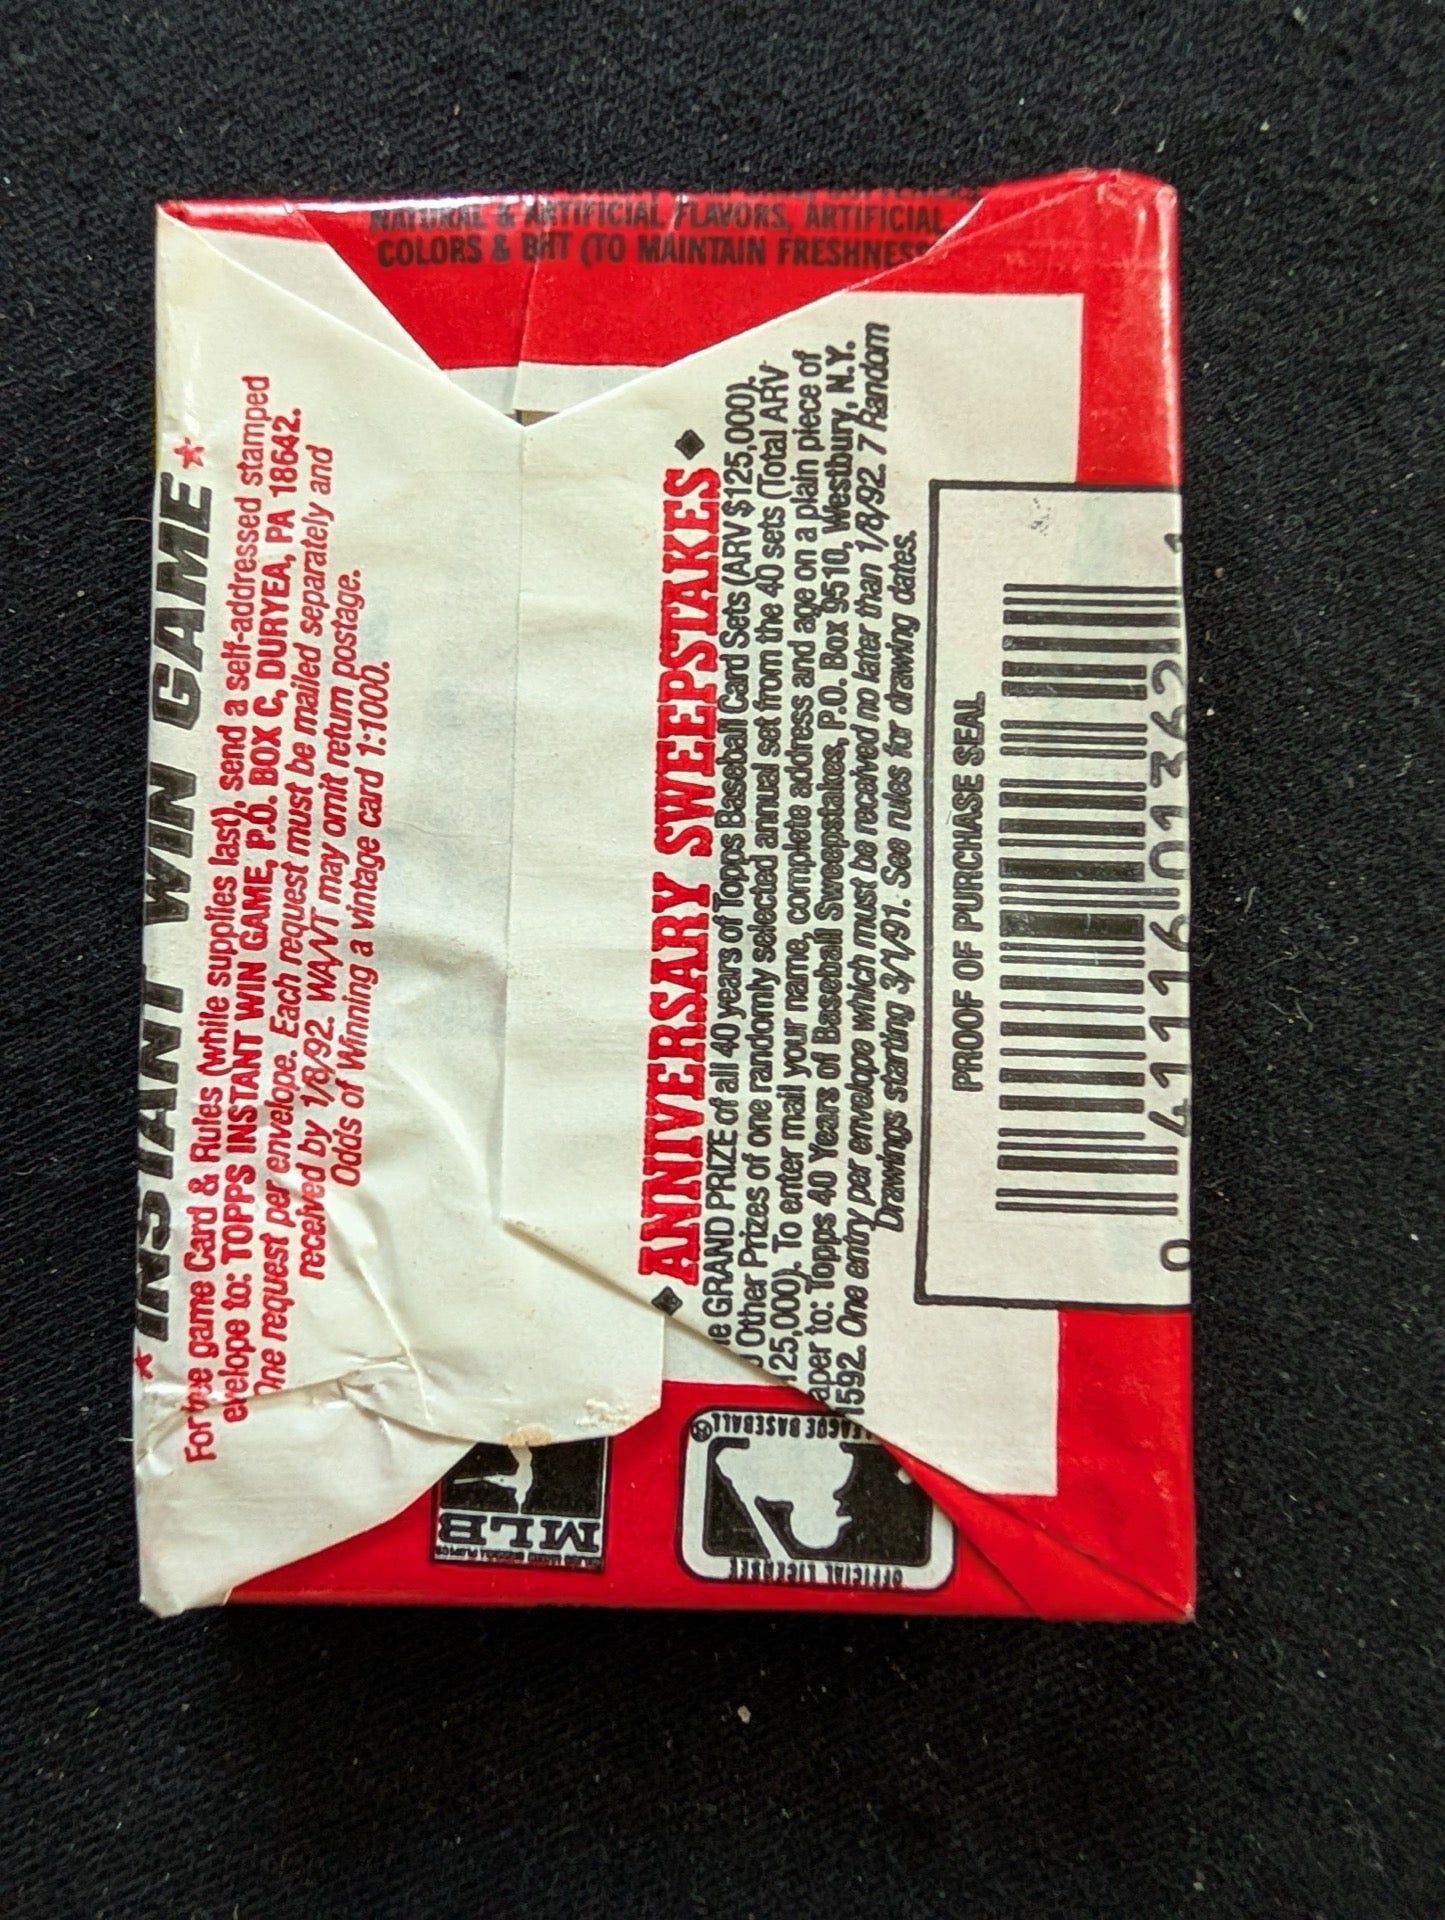 NATURAL & ARTIFICIAL FLAVORS, ARTIFICIAL
COLORS & BHT (TO MAINTAIN FRESHNESS
INSTANT WIN GAME
For free game Card & Rules (while supplies last), send a self-addressed stamped
evelope to: TOPPS INSTANT WIN GAME, P.O. BOX C, DURYEA, PA 18642.
One request per envelope. Each request must be mailed separately and
received by 1/8/92. WA/VT may omit return postage.
Odds of Winning a vintage card 1:1000.
ANNIVERSARY SWEEPSTAKES
GRAND PRIZE of all 40 years of Topps Baseball Card Sets (ARV $125,000).
Other Prizes of one randomly selected annual set from the 40 sets (Total ARV
125,000). To enter mail your name, complete address and age on a plain piece of
aper to: Topps 40 Years of Baseball Sweepstakes, P.O. Box 9510, Westbury, N.Y.
1592. One entry per envelope which must be received no later than 1/8/92. 7 Random
Drawings starting 3/1/91. See rules for drawing dates.
PROOF OF PURCHASE SEAL
0 41116 01362 1
MLB
OFFICIAL LICENSEE
LEAGUE BASEBALL